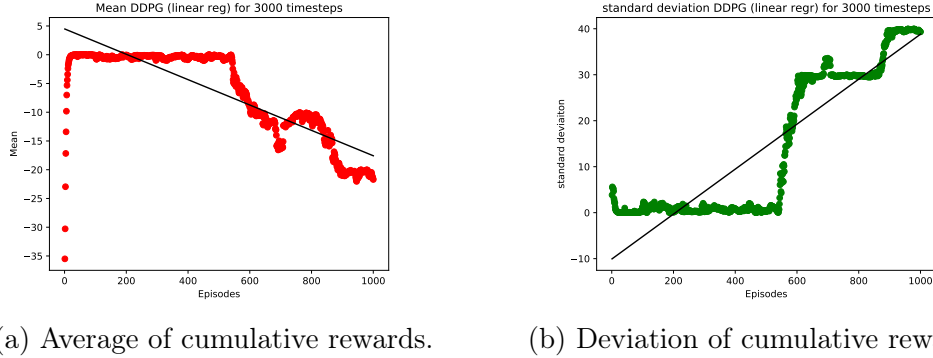 Mean DDPG (linear reg) for 3000 timesteps
5
0
−5
−10
−15
−20
−25
−30
−35
Mean
0 200 400 600 800 1000
Episodes
standard deviation DDPG (linear regr) for 3000 timesteps
40
30
20
10
0
−10
standard deviaiton
0 200 400 600 800 1000
Episodes
a) Average of cumulative rewards.
(b) Deviation of cumulative rew